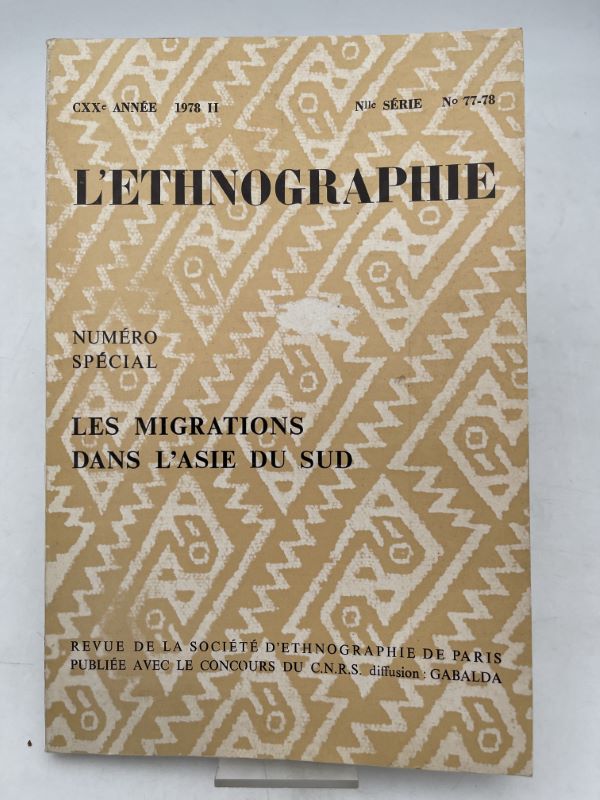 CXXe ANNÉE 1978 II Nlle SÉRIE No 77-78
L'ETHNOGRAPHIE
NUMÉRO
SPÉCIAL
LES MIGRATIONS
DANS L'ASIE DU SUD
REVUE DE LA SOCIÉTÉ D'ETHNOGRAPHIE DE PARIS
PUBLIÉE AVEC LE CONCOURS DU C.N.R.S. diffusion : GABALDA